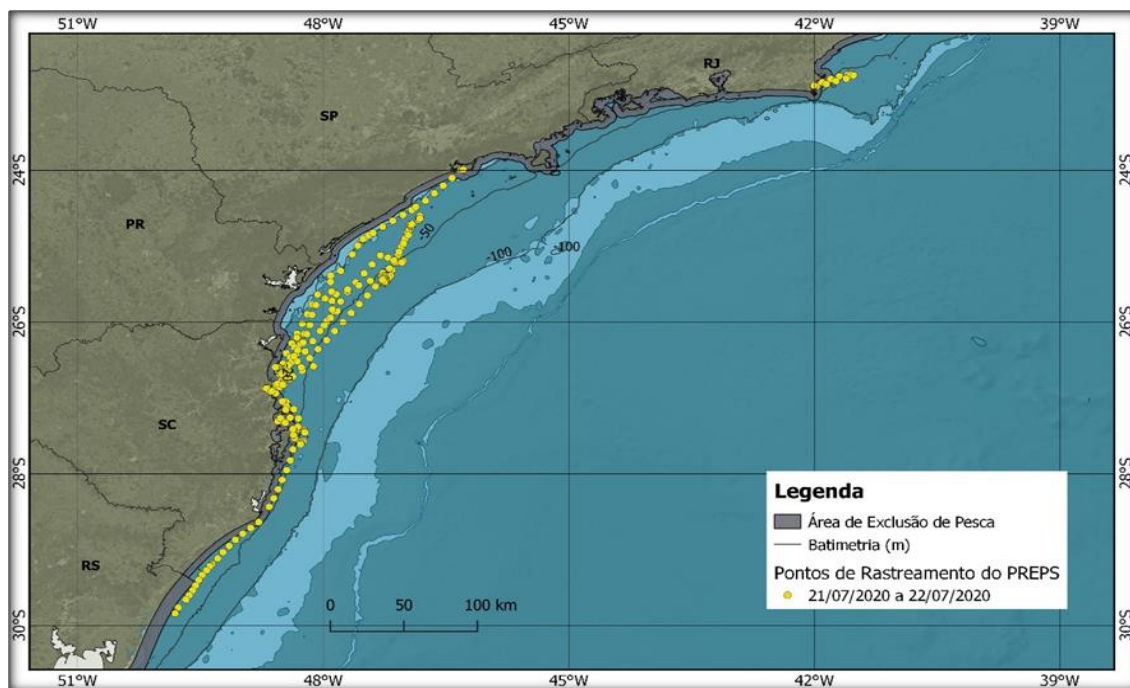 51°W 48°W 45°W 42°W 39°W
RJ
SP
24°S 24°S
PR
-50
-100 -100
26°S 26°S
SC
28°S 28°S
Legenda
Área de Exclusão de Pesca
Batimetria (m)
RS
Pontos de Rastreamento do PREPS
21/07/2020 a 22/07/2020
0 50 100 km
30°S 30°S
51°W 48°W 45°W 42°W 39°W